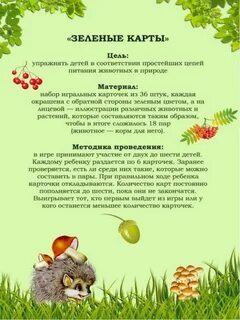 «ЗЕЛЕНЫЕ КАРТЫ»
Цель:
упражнять детей в соответствии простейших цепей
питания животных в природе
Материал:
набор игральных карточек из 36 штук, каждая
окрашена с обратной стороны зеленым цветом, а на
лицевой — иллюстрации различных животных и
растений, которые составляются таким образом,
чтобы в итоге сложилось 18 пар
(животное — корм для него).
Методика проведения:
в игре принимают участие от двух до шести детей.
Каждому ребенку раздается по 6 карточек. Заранее
проверяется, есть ли среди них такие, которые можно
составить в пары. При правильном ходе ребенка
карточки откладываются. Количество карт постоянно
пополняется до шести, пока они не закончатся.
Выигрывает тот, кто первым выйдет из игры или у
кого останется меньшее количество карточек.